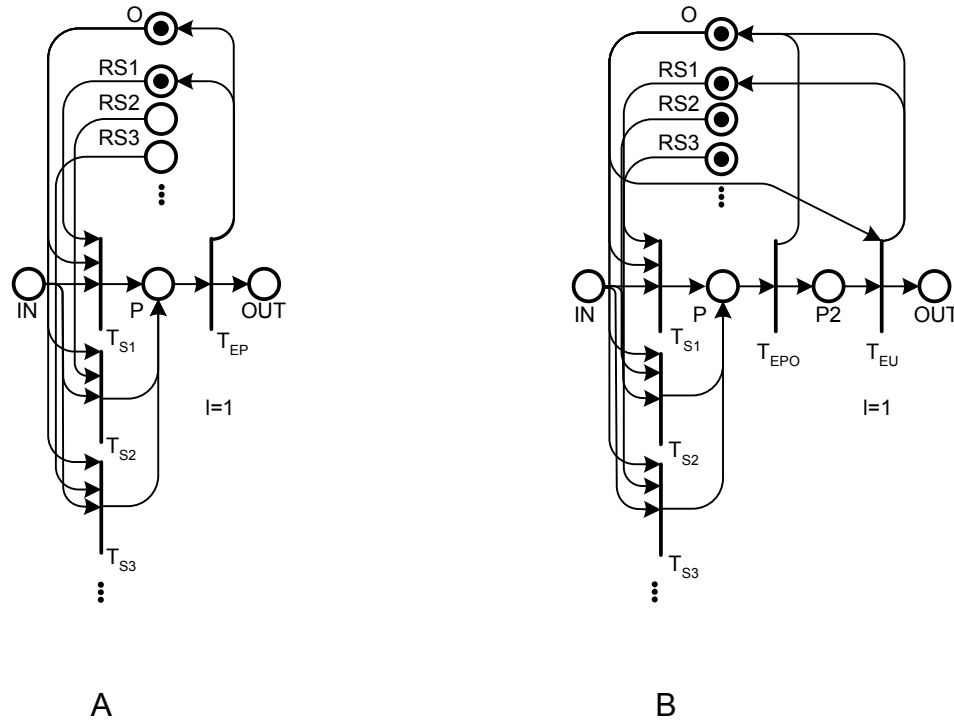 O
RS1
RS2
RS3
IN
P
OUT
T_S1
T_EP
I=1
T_S2
T_S3
A
O
RS1
RS2
RS3
IN
P
P2
OUT
T_S1
T_EPO
T_EU
I=1
T_S2
T_S3
B